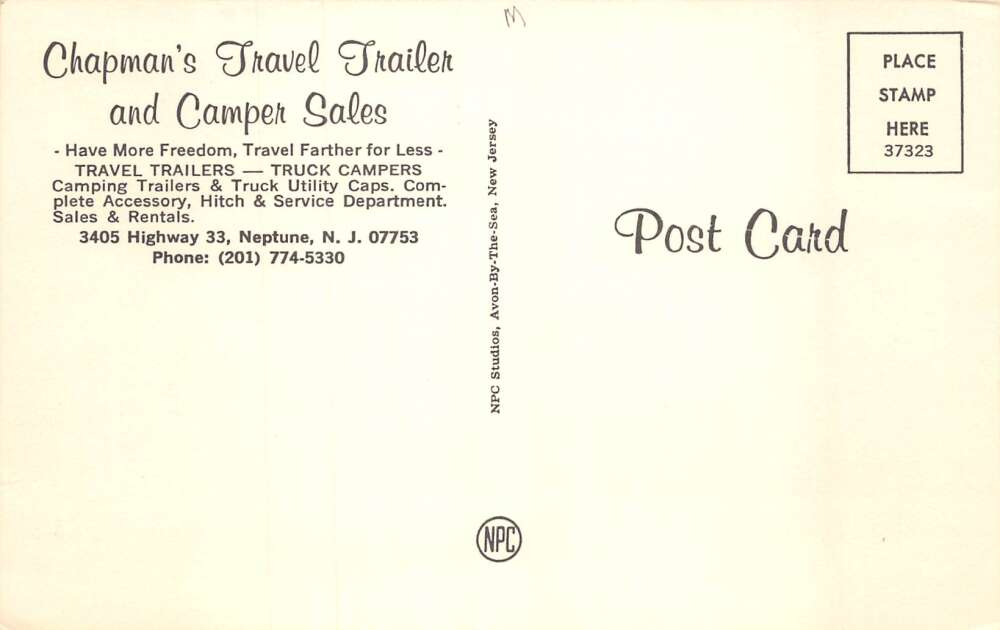 M
Chapman's Travel Trailer
and Camper Sales
- Have More Freedom, Travel Farther for Less -
TRAVEL TRAILERS — TRUCK CAMPERS
Camping Trailers & Truck Utility Caps. Com-
plete Accessory, Hitch & Service Department.
Sales & Rentals.
3405 Highway 33, Neptune, N. J. 07753
Phone: (201) 774-5330
NPC Studios, Avon-By-The-Sea, New Jersey
NPC
PLACE
STAMP
HERE
37323
Post Card